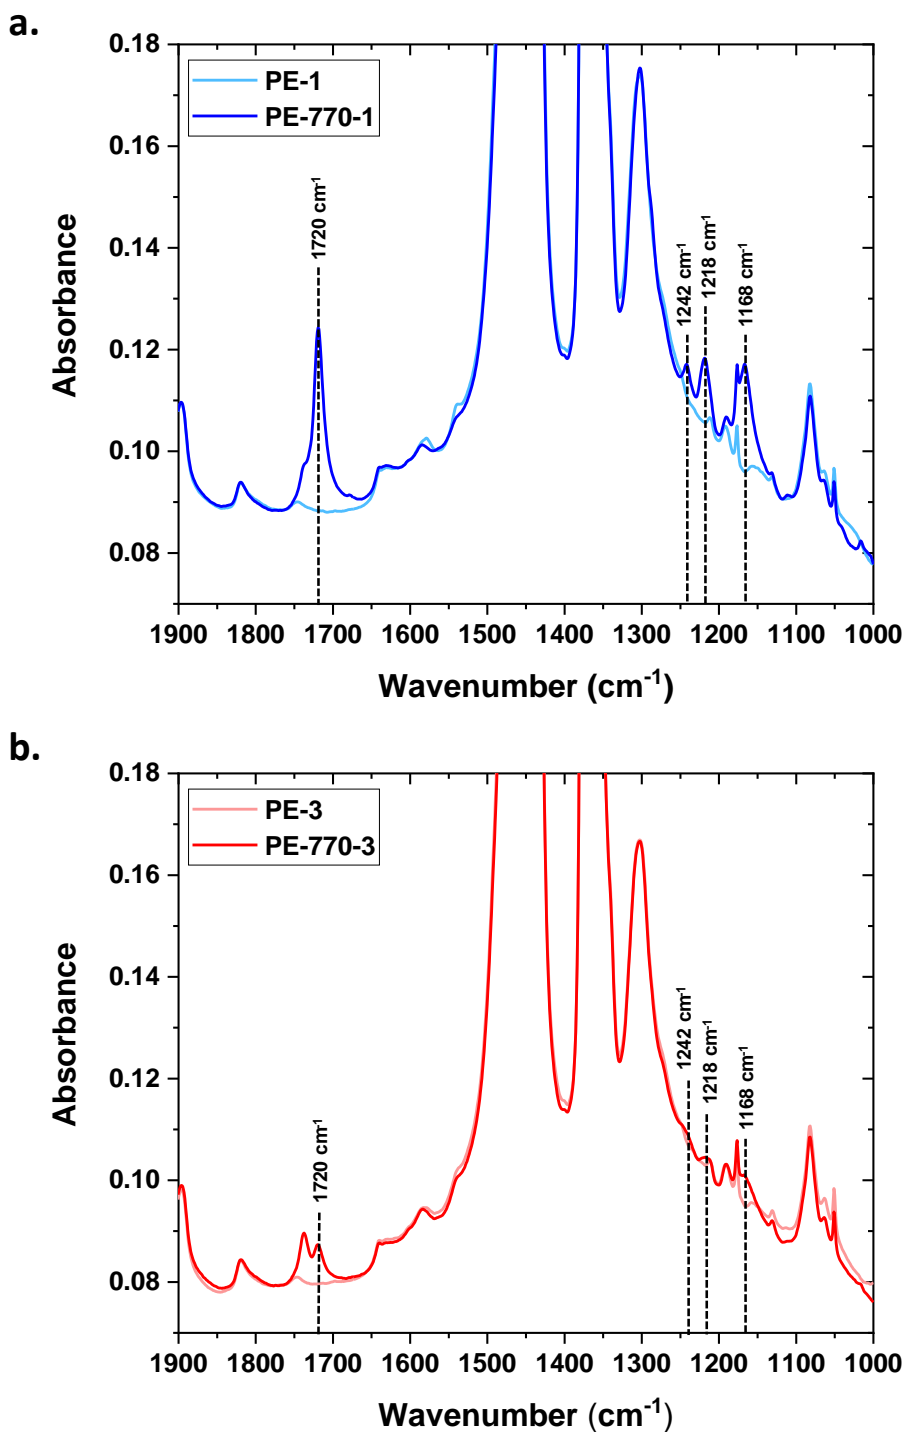 a.
PE-1
PE-770-1
0.18
0.16
0.14
0.12
0.10
0.08
Absorbance
1720 cm-1
1242 cm-1
1218 cm-1
1168 cm-1
1900 1800 1700 1600 1500 1400 1300 1200 1100 1000
Wavenumber (cm-1)
b.
PE-3
PE-770-3
0.18
0.16
0.14
0.12
0.10
0.08
Absorbance
1720 cm-1
1242 cm-1
1218 cm-1
1168 cm-1
1900 1800 1700 1600 1500 1400 1300 1200 1100 1000
Wavenumber (cm-1)